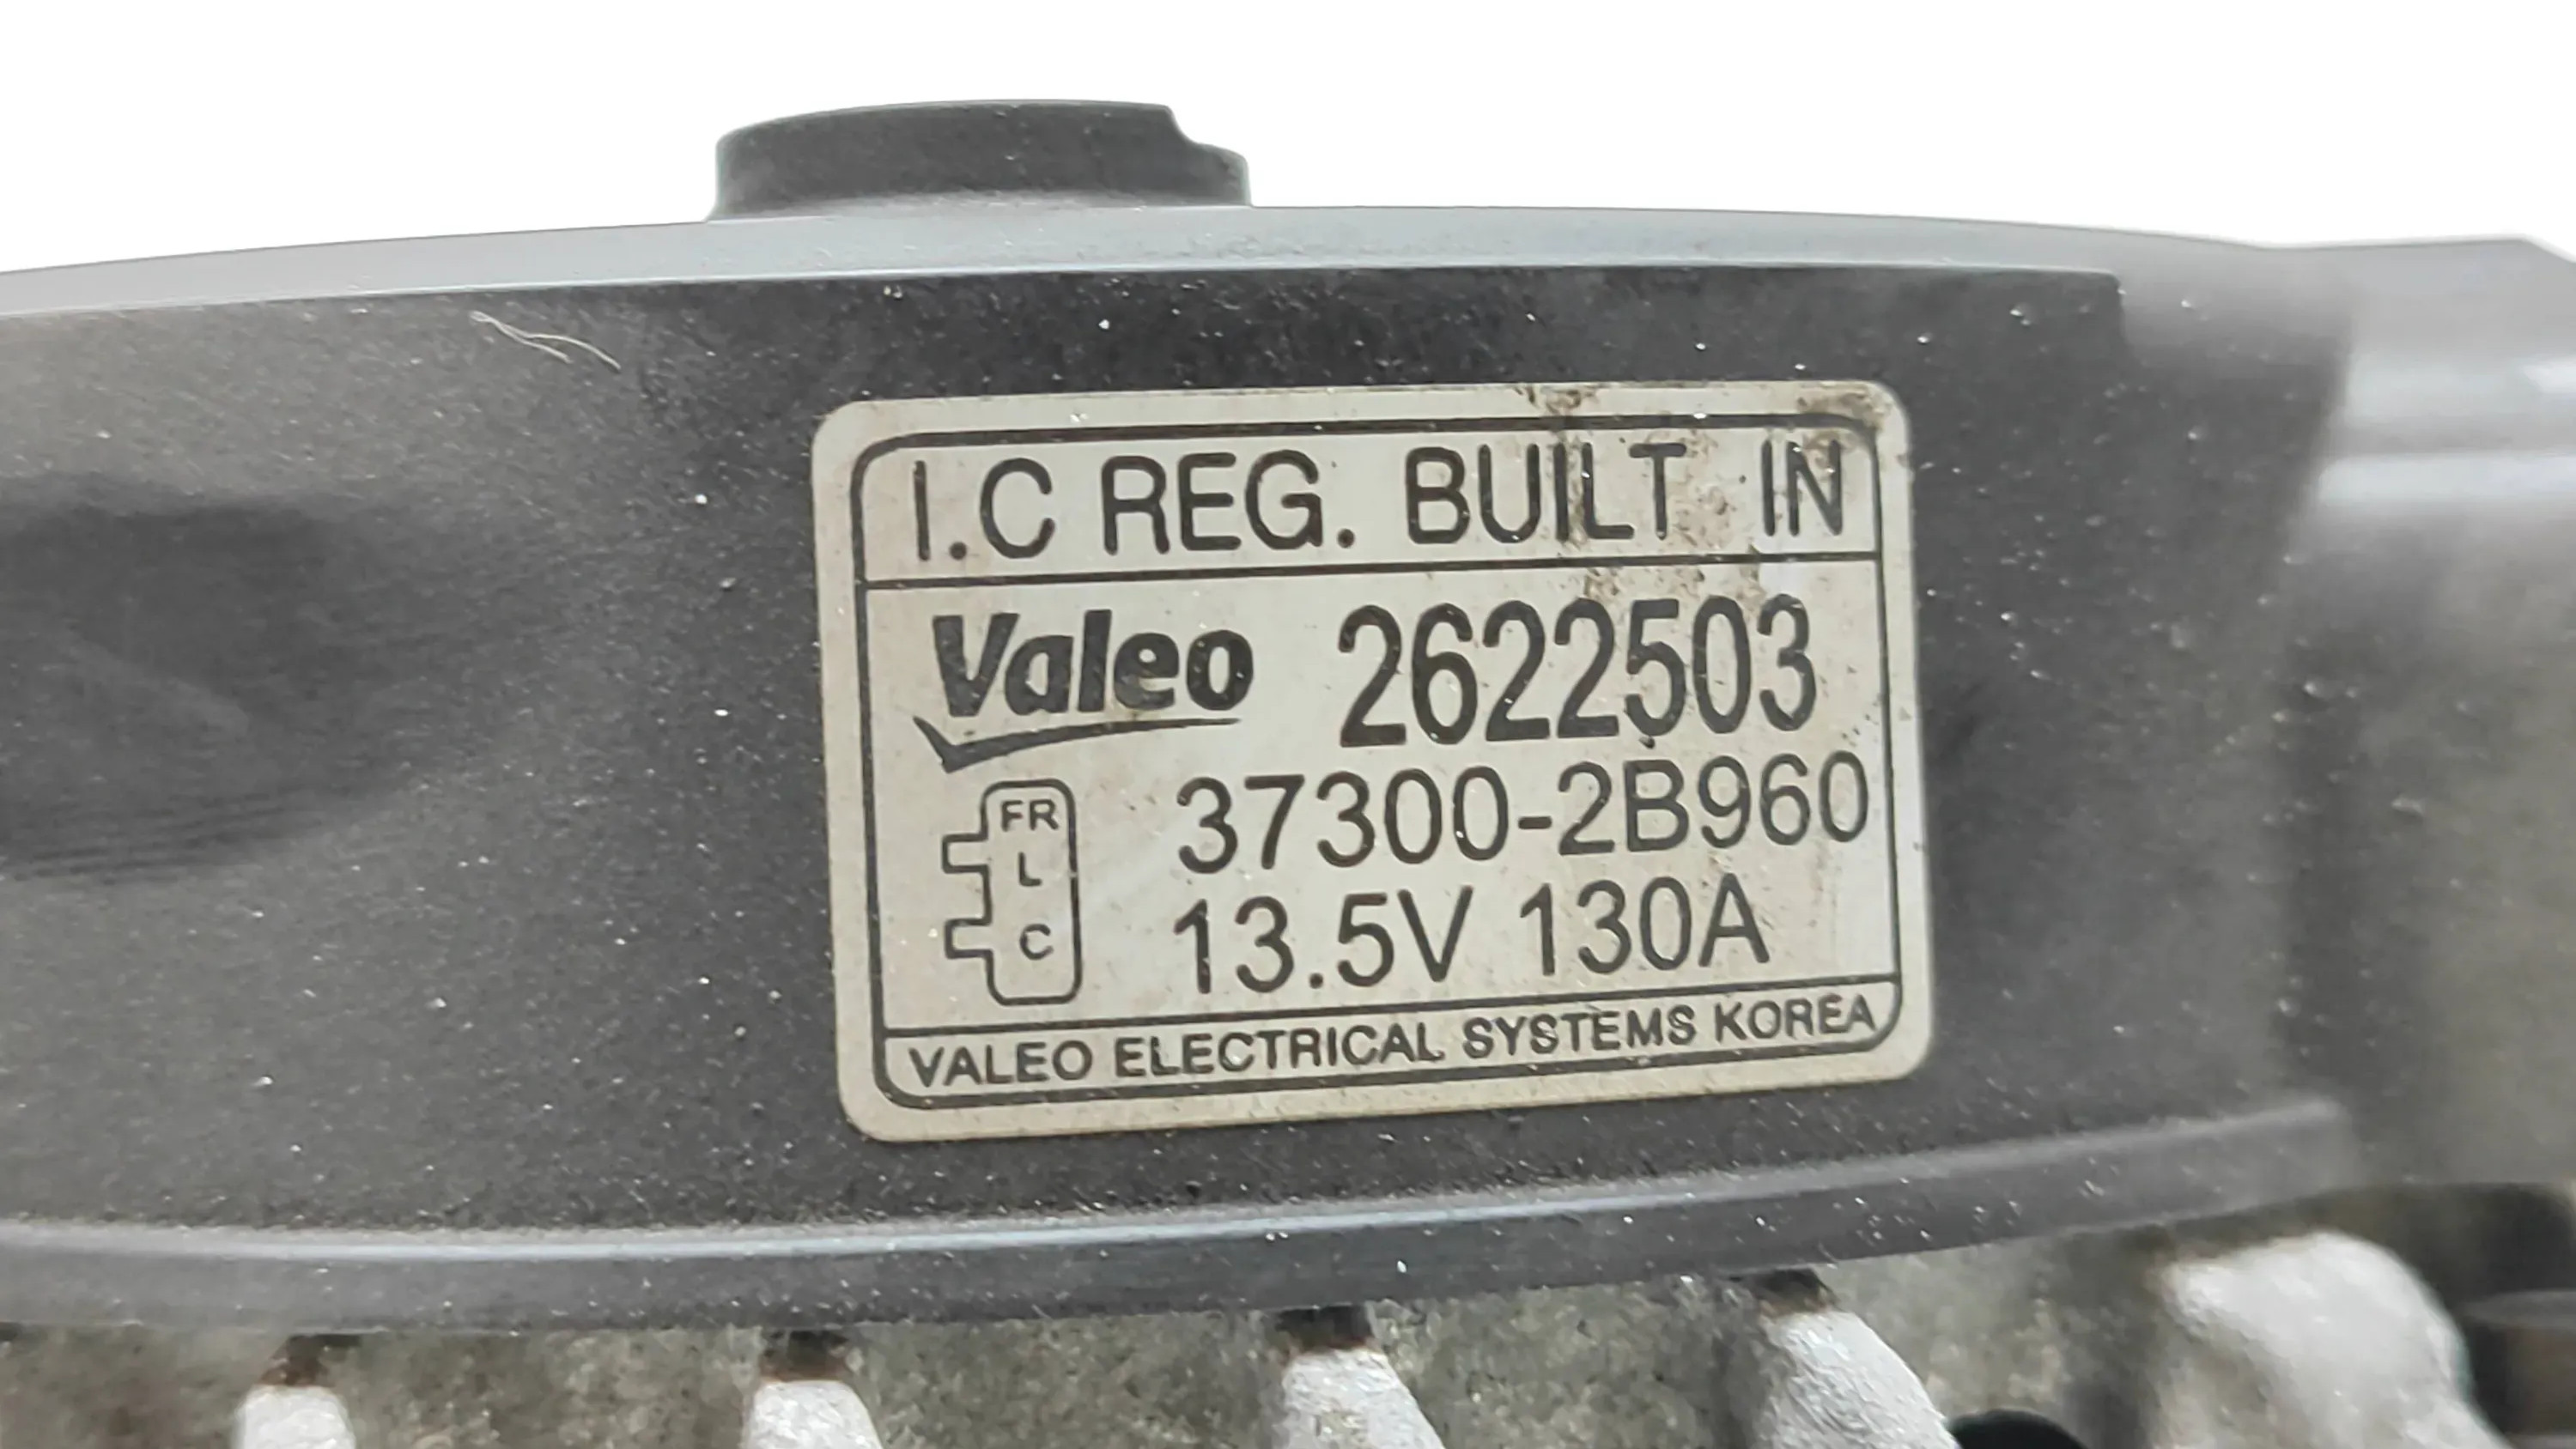 I.C REG. BUILT IN
Valeo 2622503
FR
L
C
37300-2B960
13.5V 130A
VALEO ELECTRICAL SYSTEMS KOREA